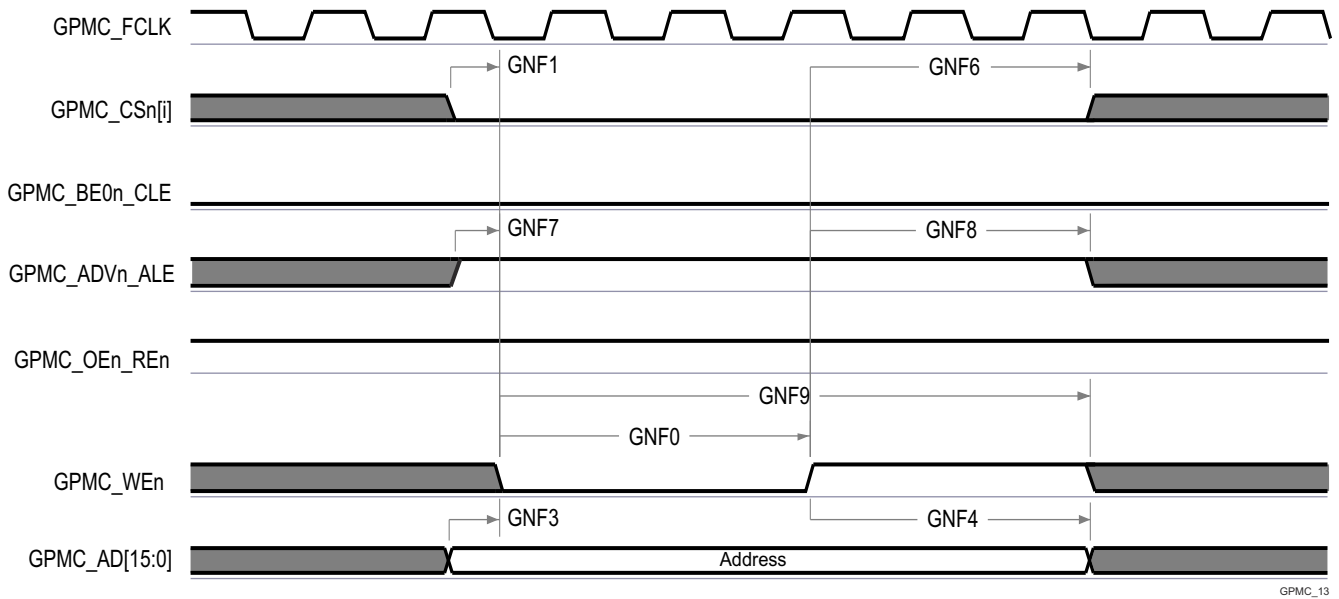 GPMC_FCLK
GNF1
GNF6
GPMC_CSn[i]
GPMC_BE0n_CLE
GNF7
GNF8
GPMC_ADVn_ALE
GPMC_OEn_REn
GNF9
GNF0
GPMC_WEn
GNF3
GNF4
GPMC_AD[15:0]
Address
GPMC_13